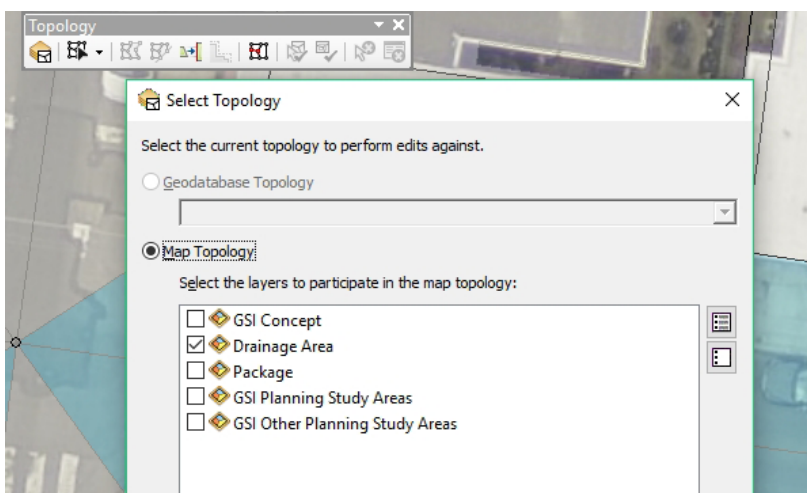 Topology
Select Topology
Select the current topology to perform edits against.
Geodatabase Topology
Map Topology
Select the layers to participate in the map topology:
GSI Concept
Drainage Area
Package
GSI Planning Study Areas
GSI Other Planning Study Areas